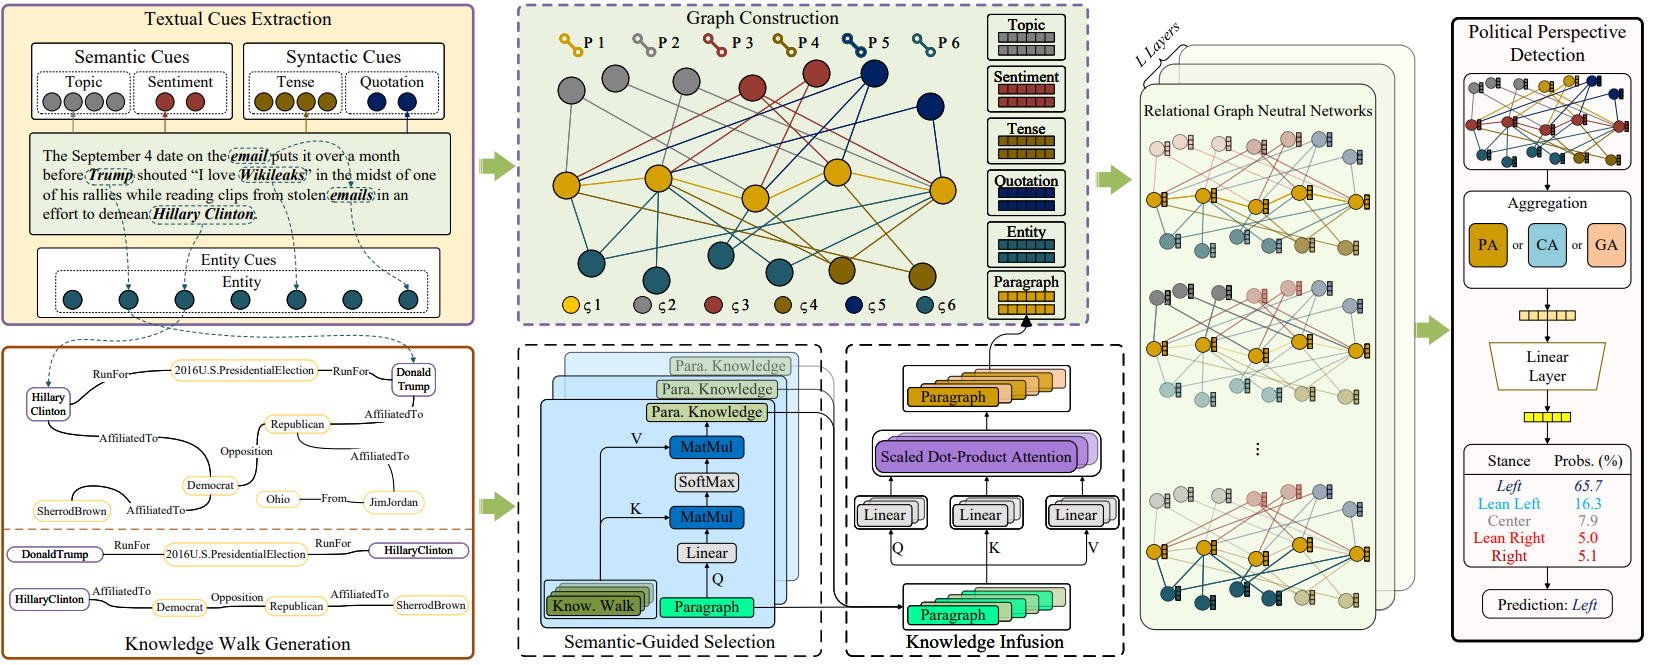 Textual Cues Extraction
Semantic Cues
Syntactic Cues
Topic
Sentiment
Tense
Quotation
The September 4 date on the email puts it over a month
before Trump shouted “I love Wikileaks” in the midst of one
of his rallies while reading clips from stolen emails in an
effort to demean Hillary Clinton.
Entity Cues
Entity
RunFor
2016U.S.PresidentialElection
RunFor
Donald
Trump
Hillary
Clinton
AffiliatedTo
Republican
AffiliatedTo
Opposition
AffiliatedTo
Democrat
Ohio
From
JimJordan
SherrodBrown
AffiliatedTo
DonaldTrump
RunFor
2016U.S.PresidentialElection
RunFor
HillaryClinton
HillaryClinton
AffiliatedTo
Democrat
Opposition
Republican
AffiliatedTo
SherrodBrown
Knowledge Walk Generation
Graph Construction
P 1
P 2
P 3
P 4
P 5
P 6
Topic
Sentiment
Tense
Quotation
Entity
Paragraph
ς1
ς2
ς3
ς4
ς5
ς6
Para. Knowledge
Para. Knowledge
Para. Knowledge
V
MatMul
SoftMax
K
MatMul
Linear
Q
Know. Walk
Paragraph
Semantic-Guided Selection
Paragraph
Scaled Dot-Product Attention
Linear
Linear
Linear
Q
K
V
Paragraph
Knowledge Infusion
L Layers
Relational Graph Neutral Networks
⋮
Political Perspective
Detection
Aggregation
PA or CA or GA
Linear
Layer
Stance Probs. (%)
Left 65.7
Lean Left 16.3
Center 7.9
Lean Right 5.0
Right 5.1
Prediction: Left